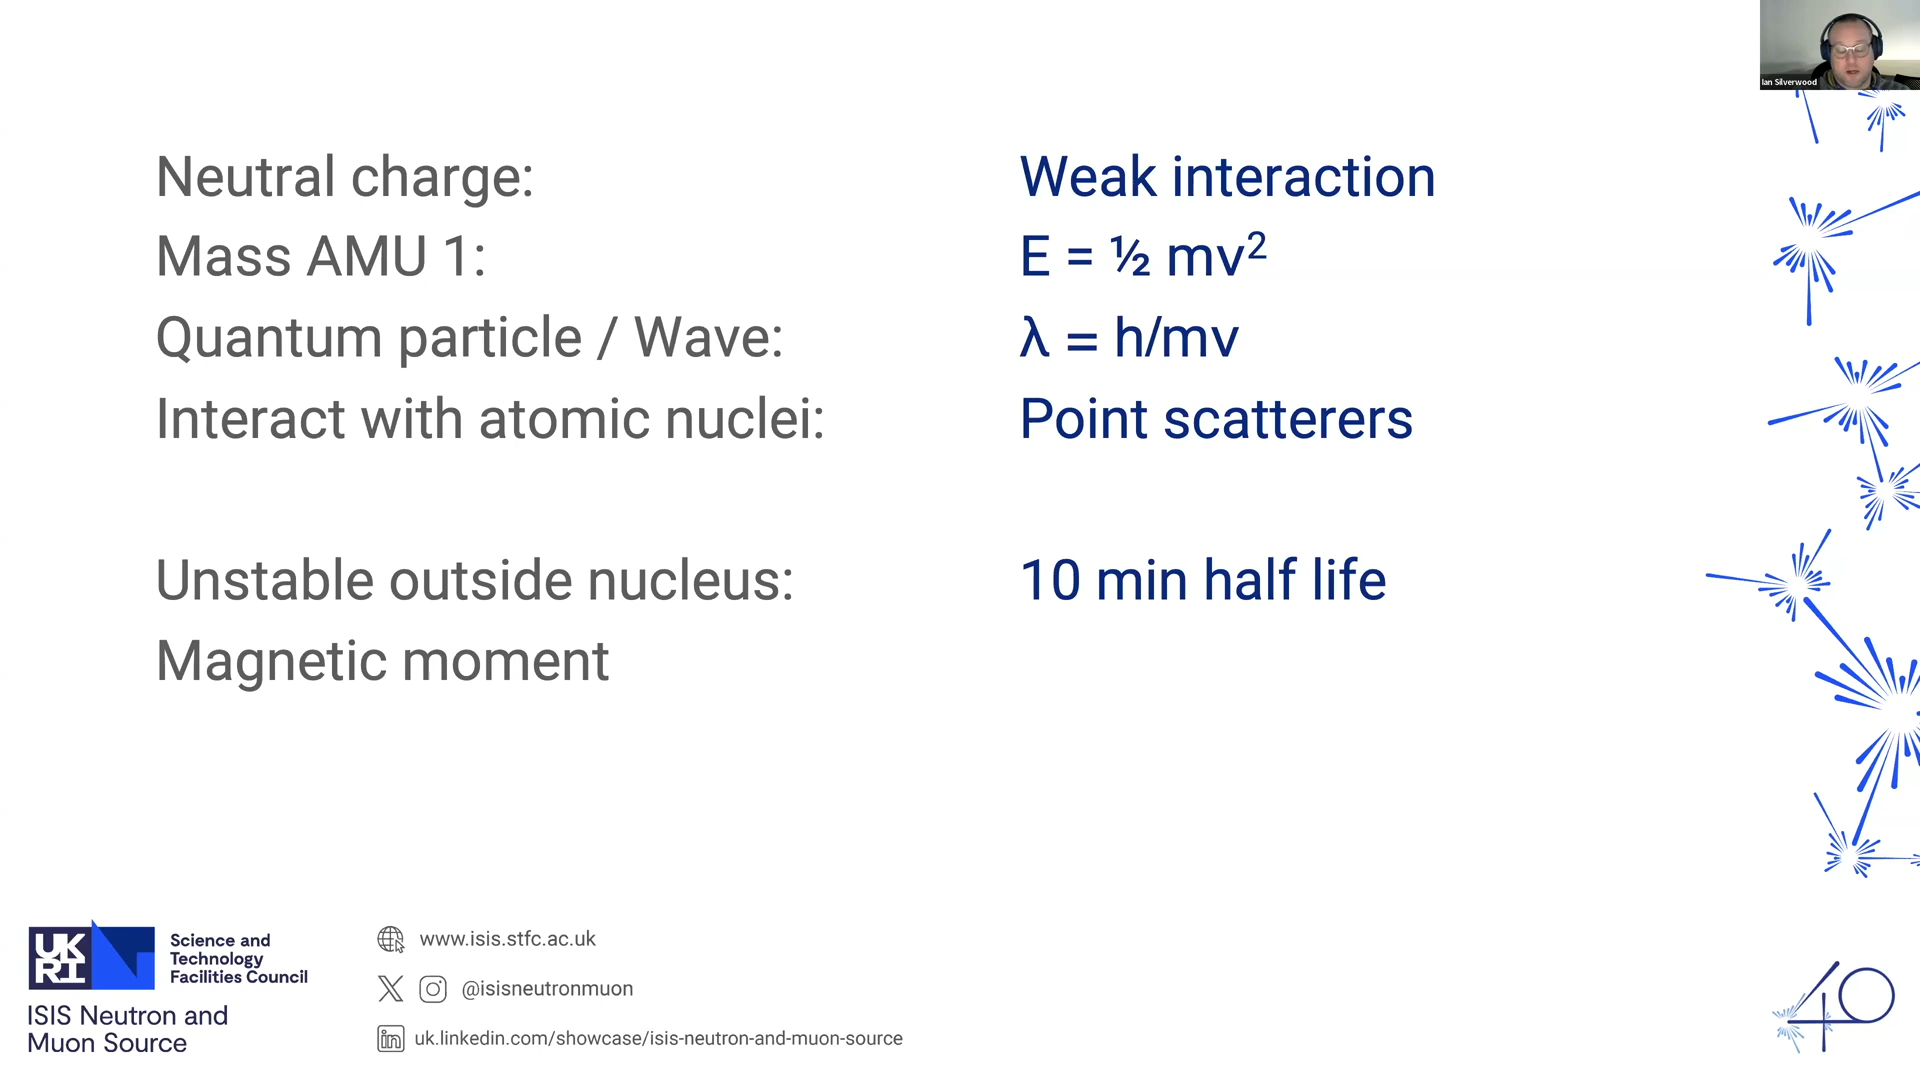 Ian Silverwood
Neutral charge: Weak interaction
Mass AMU 1: E = ½ mv²
Quantum particle / Wave: λ = h/mv
Interact with atomic nuclei: Point scatterers
Unstable outside nucleus: 10 min half life
Magnetic moment
UK
RI
Science and
Technology
Facilities Council
ISIS Neutron and
Muon Source
www.isis.stfc.ac.uk
@isisneutronmuon
in uk.linkedin.com/showcase/isis-neutron-and-muon-source
40